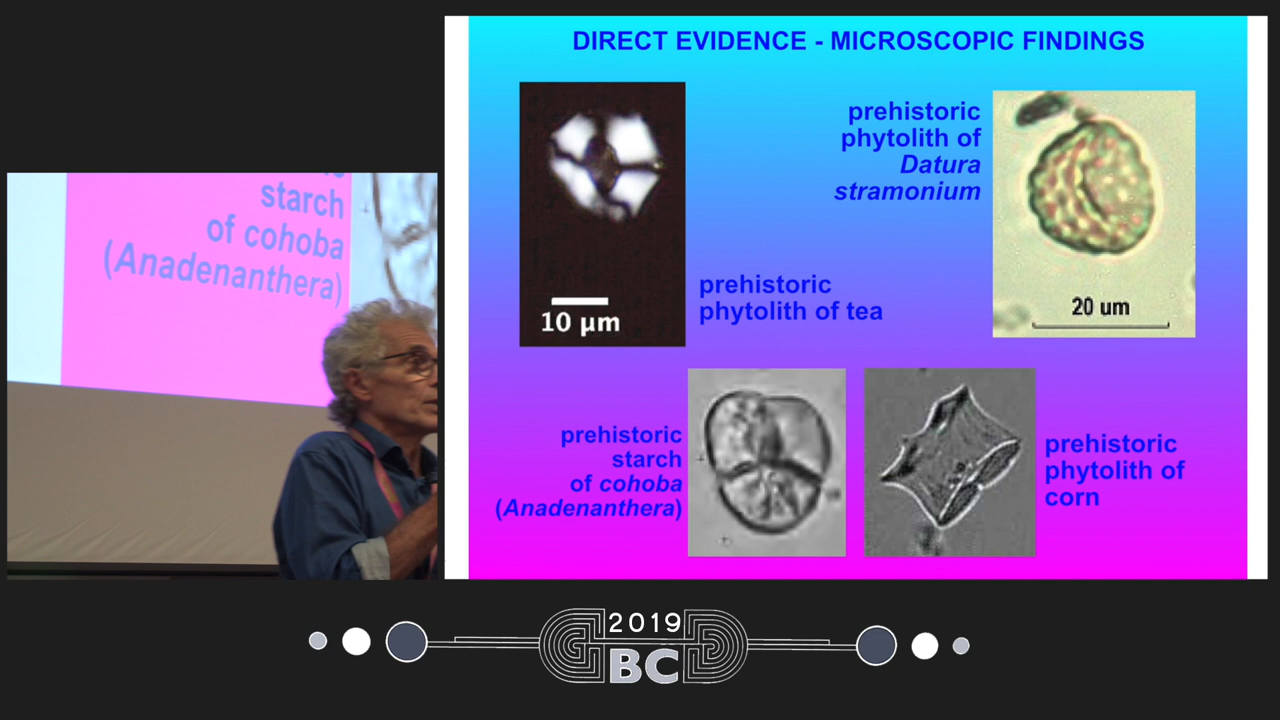 DIRECT EVIDENCE - MICROSCOPIC FINDINGS
10 µm
prehistoric
phytolith of tea
prehistoric
phytolith of
Datura
stramonium
20 um
prehistoric
starch
of cohoba
(Anadenanthera)
prehistoric
phytolith of
corn
starch
of cohoba
(Anadenanthera)
2019
BC